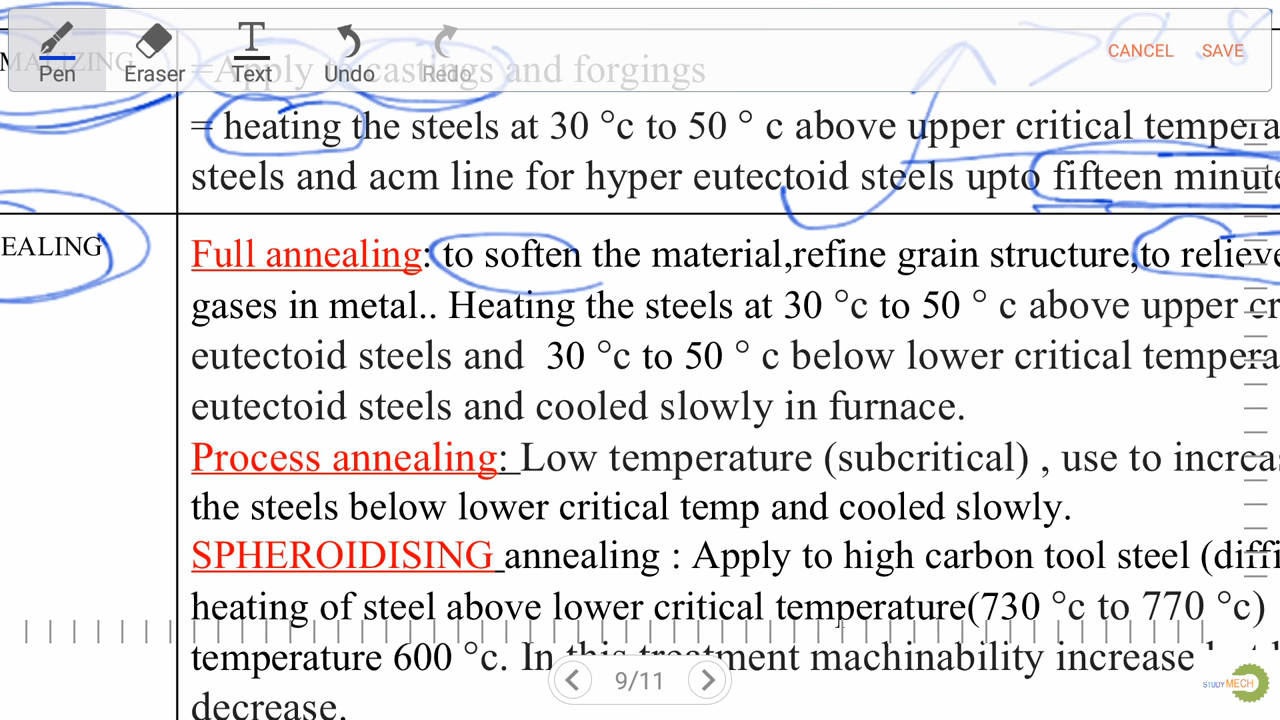 Pen Eraser Text Undo Redo CANCEL SAVE
MALIZING
=Apply to castings and forgings
= heating the steels at 30 °c to 50 ° c above upper critical tempera
steels and acm line for hyper eutectoid steels upto fifteen minute
EALING
Full annealing: to soften the material,refine grain structure,to relieve
gases in metal.. Heating the steels at 30 °c to 50 ° c above upper cr
eutectoid steels and 30 °c to 50 ° c below lower critical tempera
eutectoid steels and cooled slowly in furnace.
Process annealing: Low temperature (subcritical) , use to increa
the steels below lower critical temp and cooled slowly.
SPHEROIDISING annealing : Apply to high carbon tool steel (diffi
heating of steel above lower critical temperature(730 °c to 770 °c)
temperature 600 °c. In this treatment machinability increase
decrease.
9/11
STUDYMECH